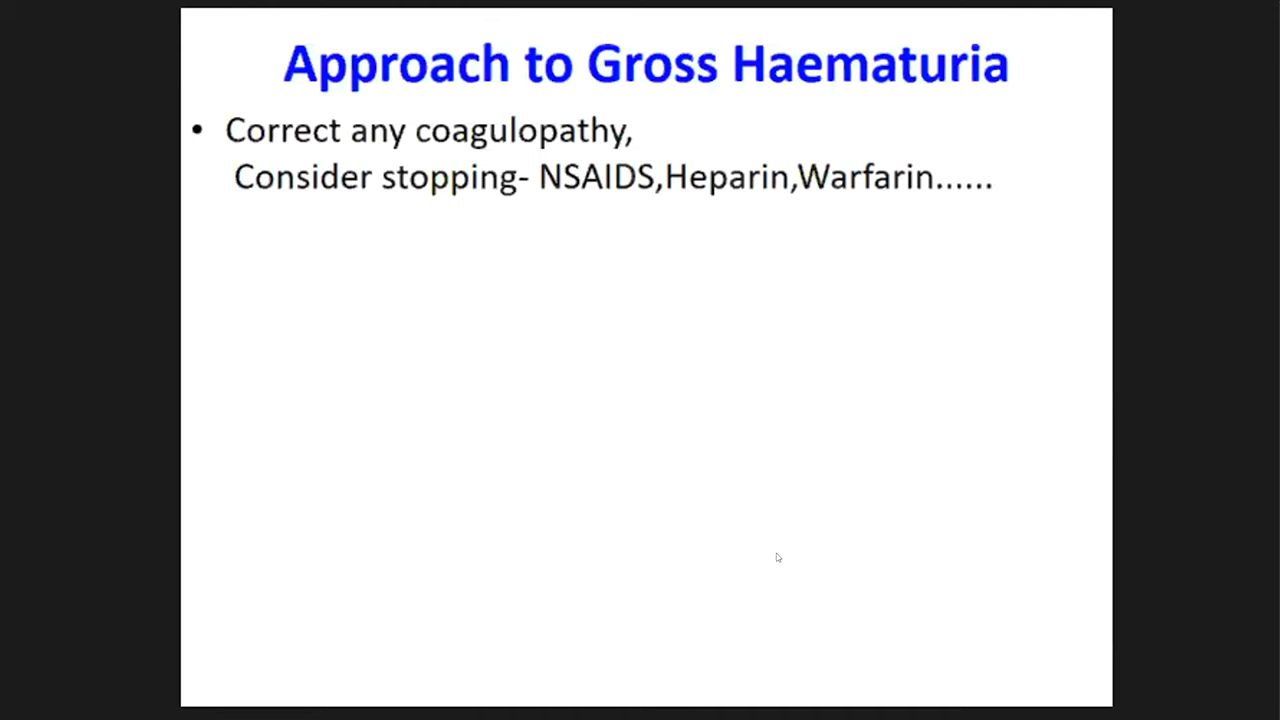 Approach to Gross Haematuria
• Correct any coagulopathy,
Consider stopping- NSAIDS,Heparin,Warfarin......